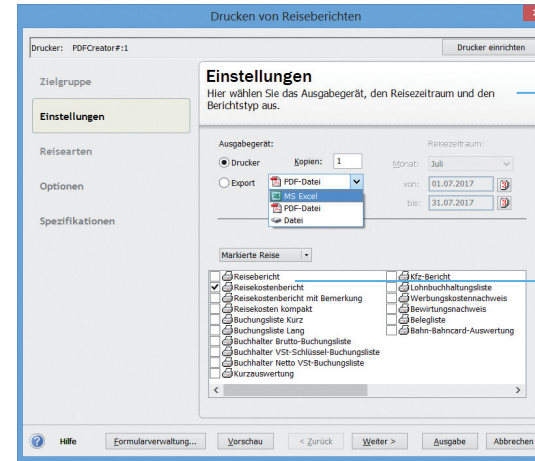 Drucken von Reiseberichten
Drucker: PDFCreator#:1
Drucker einrichten
Zielgruppe
Einstellungen
Reisearten
Optionen
Spezifikationen
Einstellungen
Hier wählen Sie das Ausgabegerät, den Reisezeitraum und den
Berichtstyp aus.
Ausgabegerät:
Reisezeitraum:
Drucker
Kopien: 1
Monat: Juli
Export
PDF-Datei
von: 01.07.2017
MS Excel
PDF-Datei
Datei
bis: 31.07.2017
Markierte Reise
Reisebericht
Reisekostenbericht
Reisekostenbericht mit Bemerkung
Reisekosten kompakt
Buchungsliste Kurz
Buchungsliste Lang
Buchhalter Brutto-Buchungsliste
Buchhalter VSt-Schlüssel-Buchungsliste
Buchhalter Netto VSt-Buchungsliste
Kurzauswertung
Kfz-Bericht
Lohnbuchhaltungsliste
Werbungskostennachweis
Bewirtungsnachweis
Belegliste
Bahn-Bahncard-Auswertung
? Hilfe
Formularverwaltung...
Vorschau
< Zurück
Weiter >
Ausgabe
Abbrechen